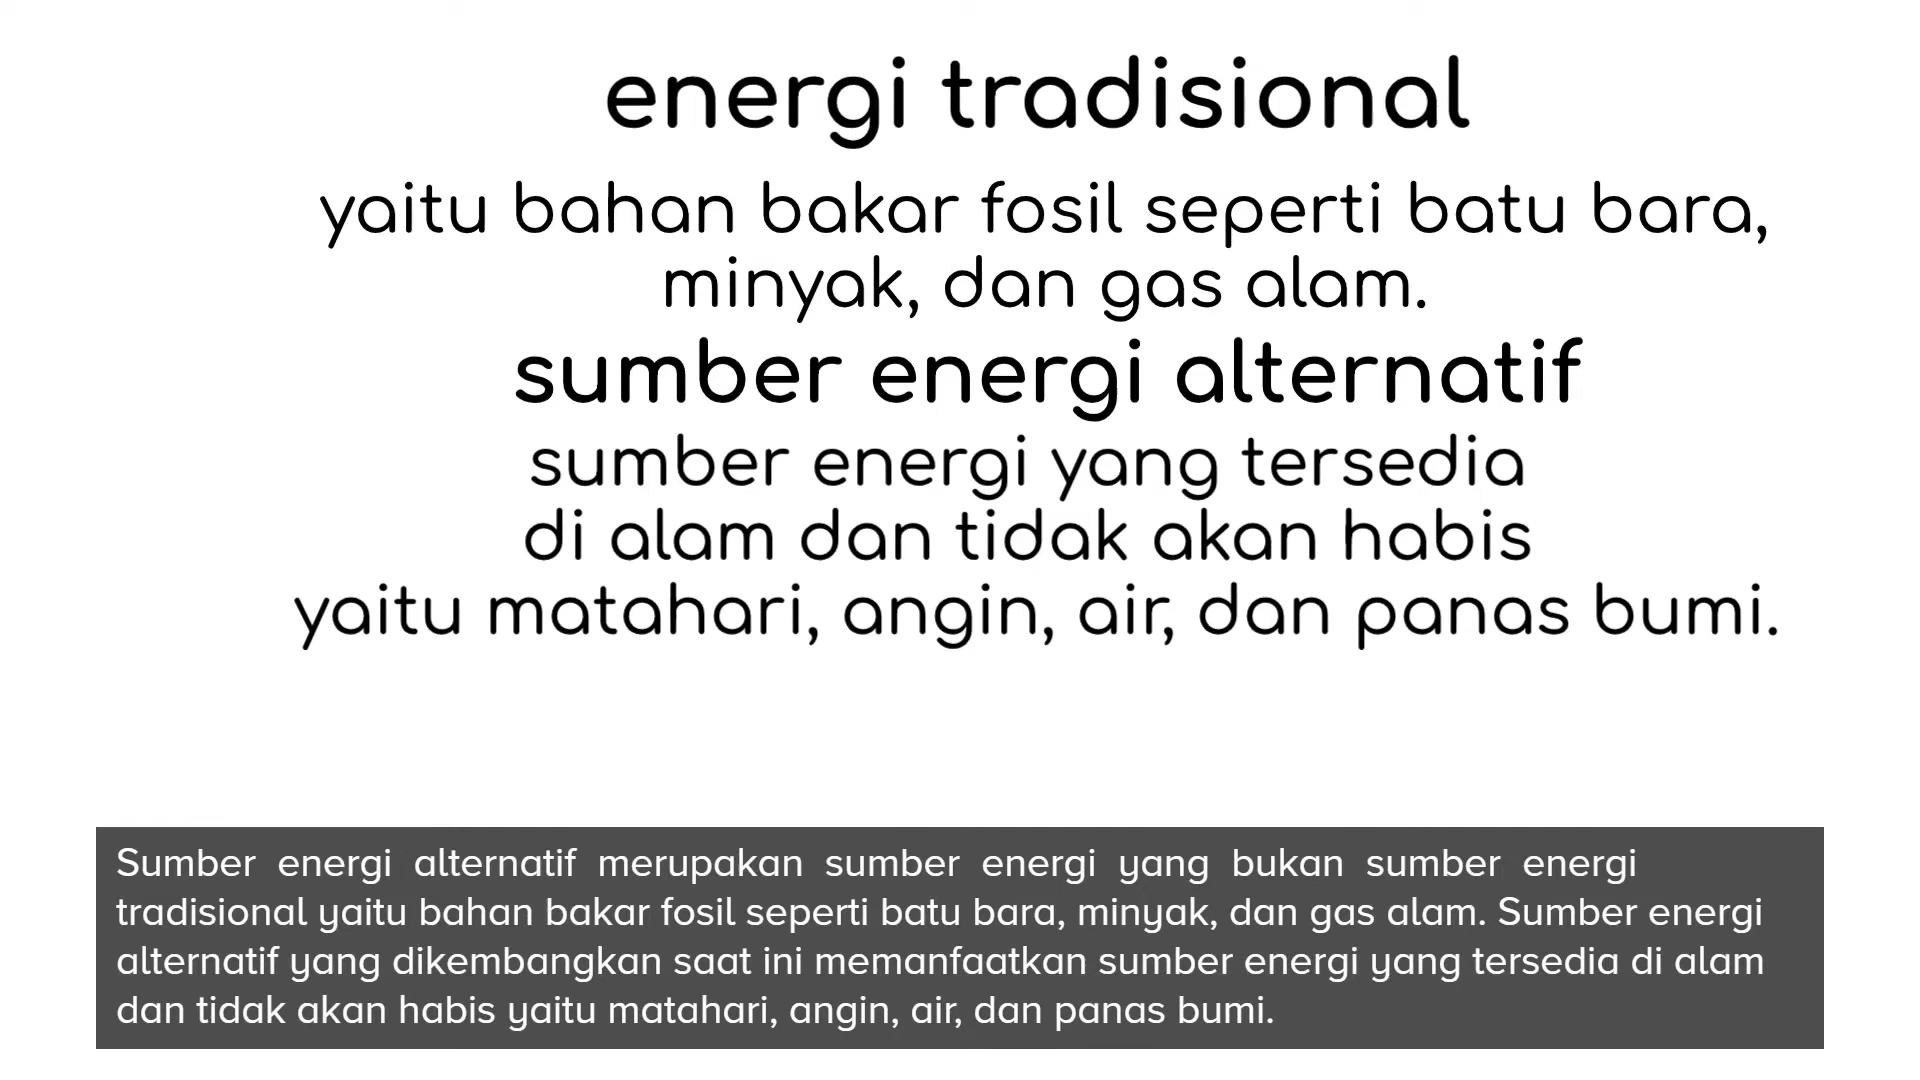 energi tradisional
yaitu bahan bakar fosil seperti batu bara,
minyak, dan gas alam.
sumber energi alternatif
sumber energi yang tersedia
di alam dan tidak akan habis
yaitu matahari, angin, air, dan panas bumi.
Sumber energi alternatif merupakan sumber energi yang bukan sumber energi
tradisional yaitu bahan bakar fosil seperti batu bara, minyak, dan gas alam. Sumber energi
alternatif yang dikembangkan saat ini memanfaatkan sumber energi yang tersedia di alam
dan tidak akan habis yaitu matahari, angin, air, dan panas bumi.